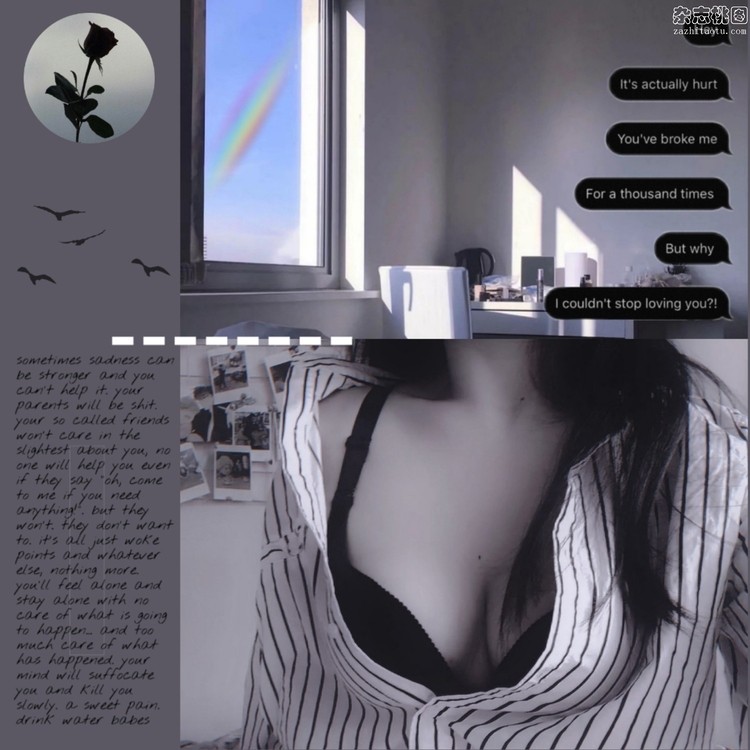 杂志桃图
zazhitaotu.com
It's actually hurt
You've broke me
For a thousand times
But why
I couldn't stop loving you?!
sometimes sadness can
be stronger and you
can't help it. your
parents will be shit.
your so called friends
won't care in the
slightest about you, no
one will help you even
if they say "oh, come
to me if you need
anything". but they
won't. they don't want
to. it's all just woke
points and whatever
else, nothing more.
you'll feel alone and
stay alone with no
care of what is going
to happen... and too
much care of what
has happened. your
mind will suffocate
you and kill you
slowly. a sweet pain.
drink water babes